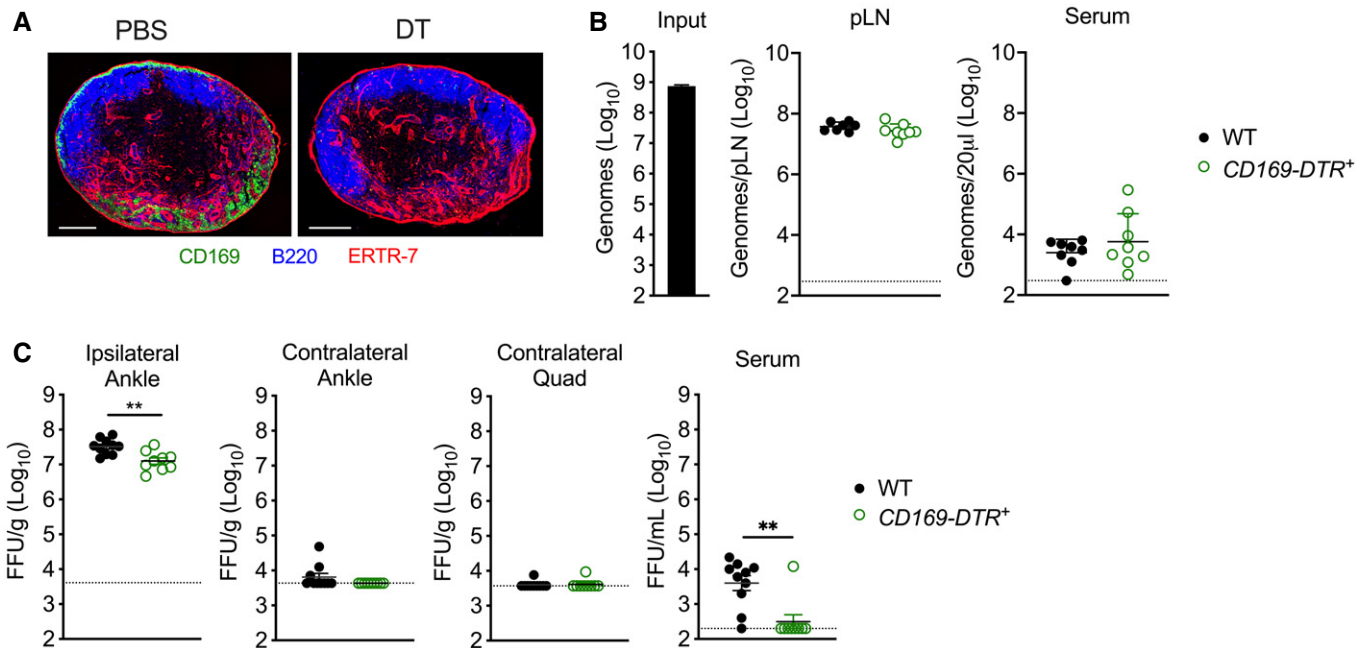 A
PBS
DT
CD169 B220 ERTR-7
B
Input
Genomes (Log10)
10
9
8
7
6
5
4
3
2
pLN
Genomes/pLN (Log10)
10
8
6
4
2
Serum
Genomes/20µl (Log10)
10
8
6
4
2
WT
CD169-DTR+
C
Ipsilateral
Ankle
**
FFU/g (Log10)
9
8
7
6
5
4
3
2
Contralateral
Ankle
FFU/g (Log10)
9
8
7
6
5
4
3
2
Contralateral
Quad
FFU/g (Log10)
9
8
7
6
5
4
3
2
Serum
**
FFU/mL (Log10)
9
8
7
6
5
4
3
2
WT
CD169-DTR+